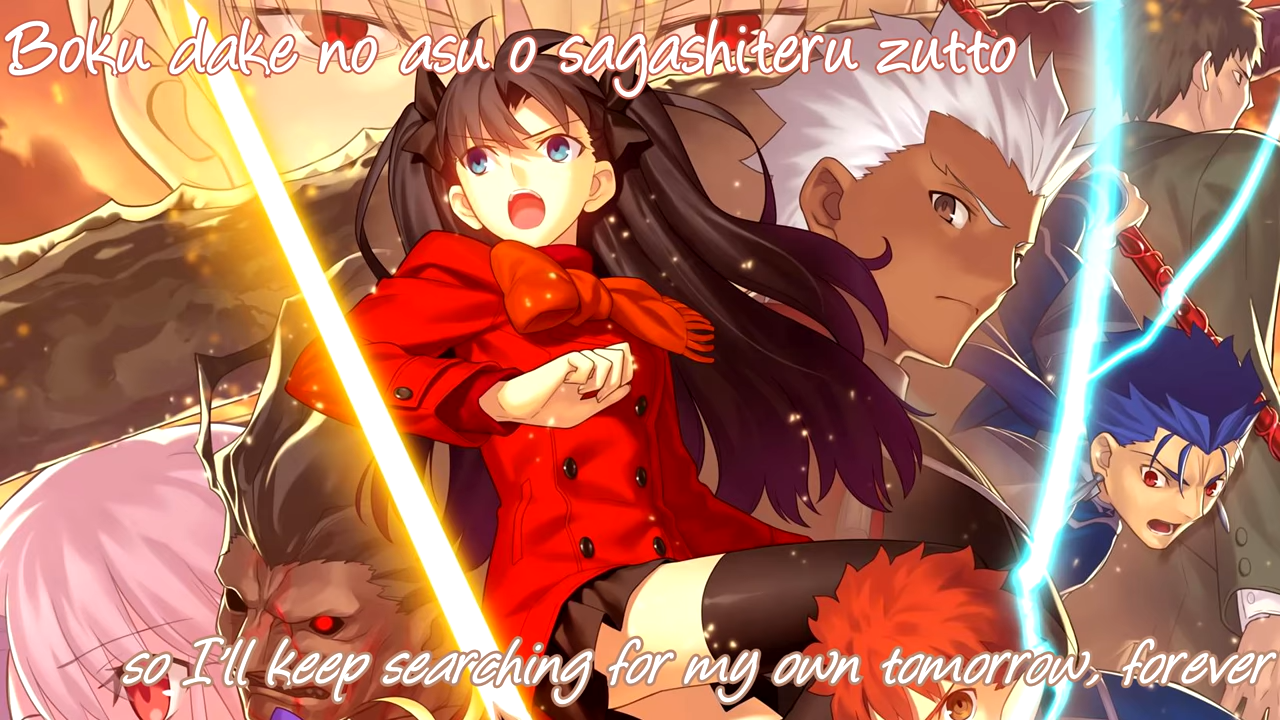 Boku dake no asu o sagashiteru zutto
so I'll keep searching for my own tomorrow, forever